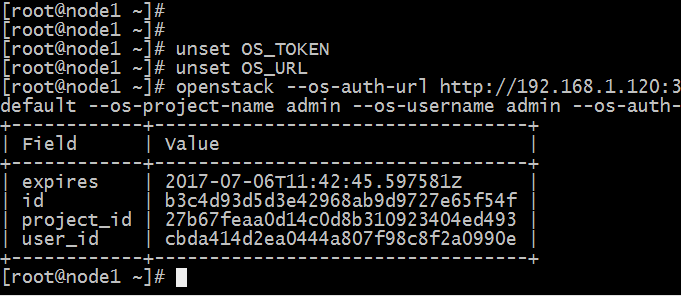 [root@node1 ~]#
[root@node1 ~]#
[root@node1 ~]# unset OS_TOKEN
[root@node1 ~]# unset OS_URL
[root@node1 ~]# openstack --os-auth-url http://192.168.1.120:3
default --os-project-name admin --os-username admin --os-auth-
+------------+----------------------------------+
| Field      | Value                            |
+------------+----------------------------------+
| expires    | 2017-07-06T11:42:45.597581Z      |
| id         | b3c4d93d5d3e42968ab9d9727e65f54f |
| project_id | 27b67feaa0d14c0d8b310923404ed493 |
| user_id    | cbda414d2ea0444a807f98c8f2a0990e |
+------------+----------------------------------+
[root@node1 ~]#